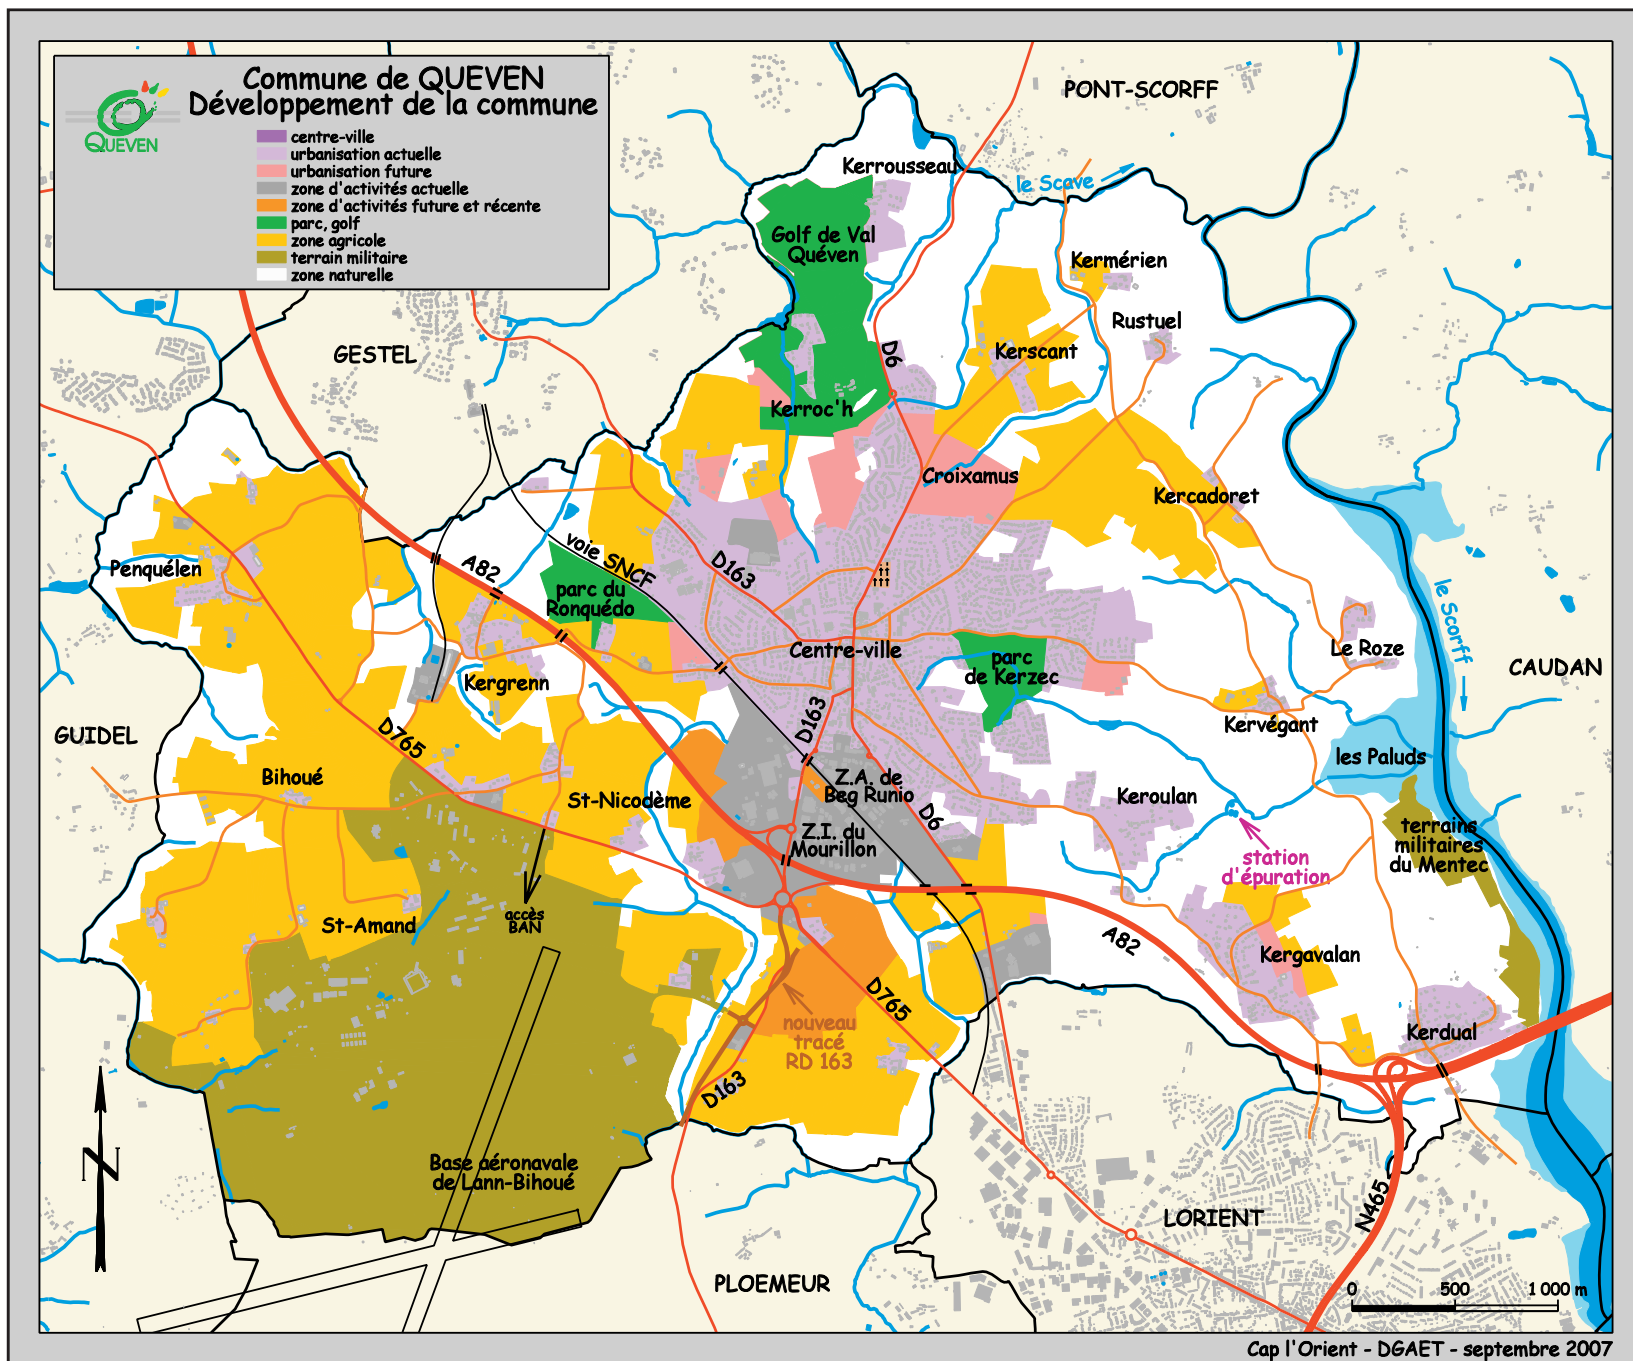 Commune de QUEVEN
Développement de la commune
QUEVEN
centre-ville
urbanisation actuelle
urbanisation future
zone d'activités actuelle
zone d'activités future et récente
parc, golf
zone agricole
terrain militaire
zone naturelle
PONT-SCORFF
Kerrousseau
le Scave
Golf de Val
Quéven
Kermérien
Rustuel
GESTEL
D6
Kerscant
Kerroc'h
Croixamus
Kercadoret
voie SNCF
D163
A82
Penquélen
parc du
Ronquédo
le Scorff
Centre-ville
parc
de Kerzec
Le Roze
CAUDAN
Kergrenn
D163
Kervégant
GUIDEL
D765
les Paluds
Bihoué
Z.A. de
Beg Runio
St-Nicodème
Keroulan
D6
Z.I. du
Mourillon
terrains
militaires
du Mentec
station
d'épuration
accès
BAN
St-Amand
A82
Kergavalan
D765
nouveau
tracé
RD 163
Kerdual
D163
N
Base aéronavale
de Lann-Bihoué
N465
LORIENT
PLOEMEUR
0 500 1 000 m
Cap l'Orient - DGAET - septembre 2007